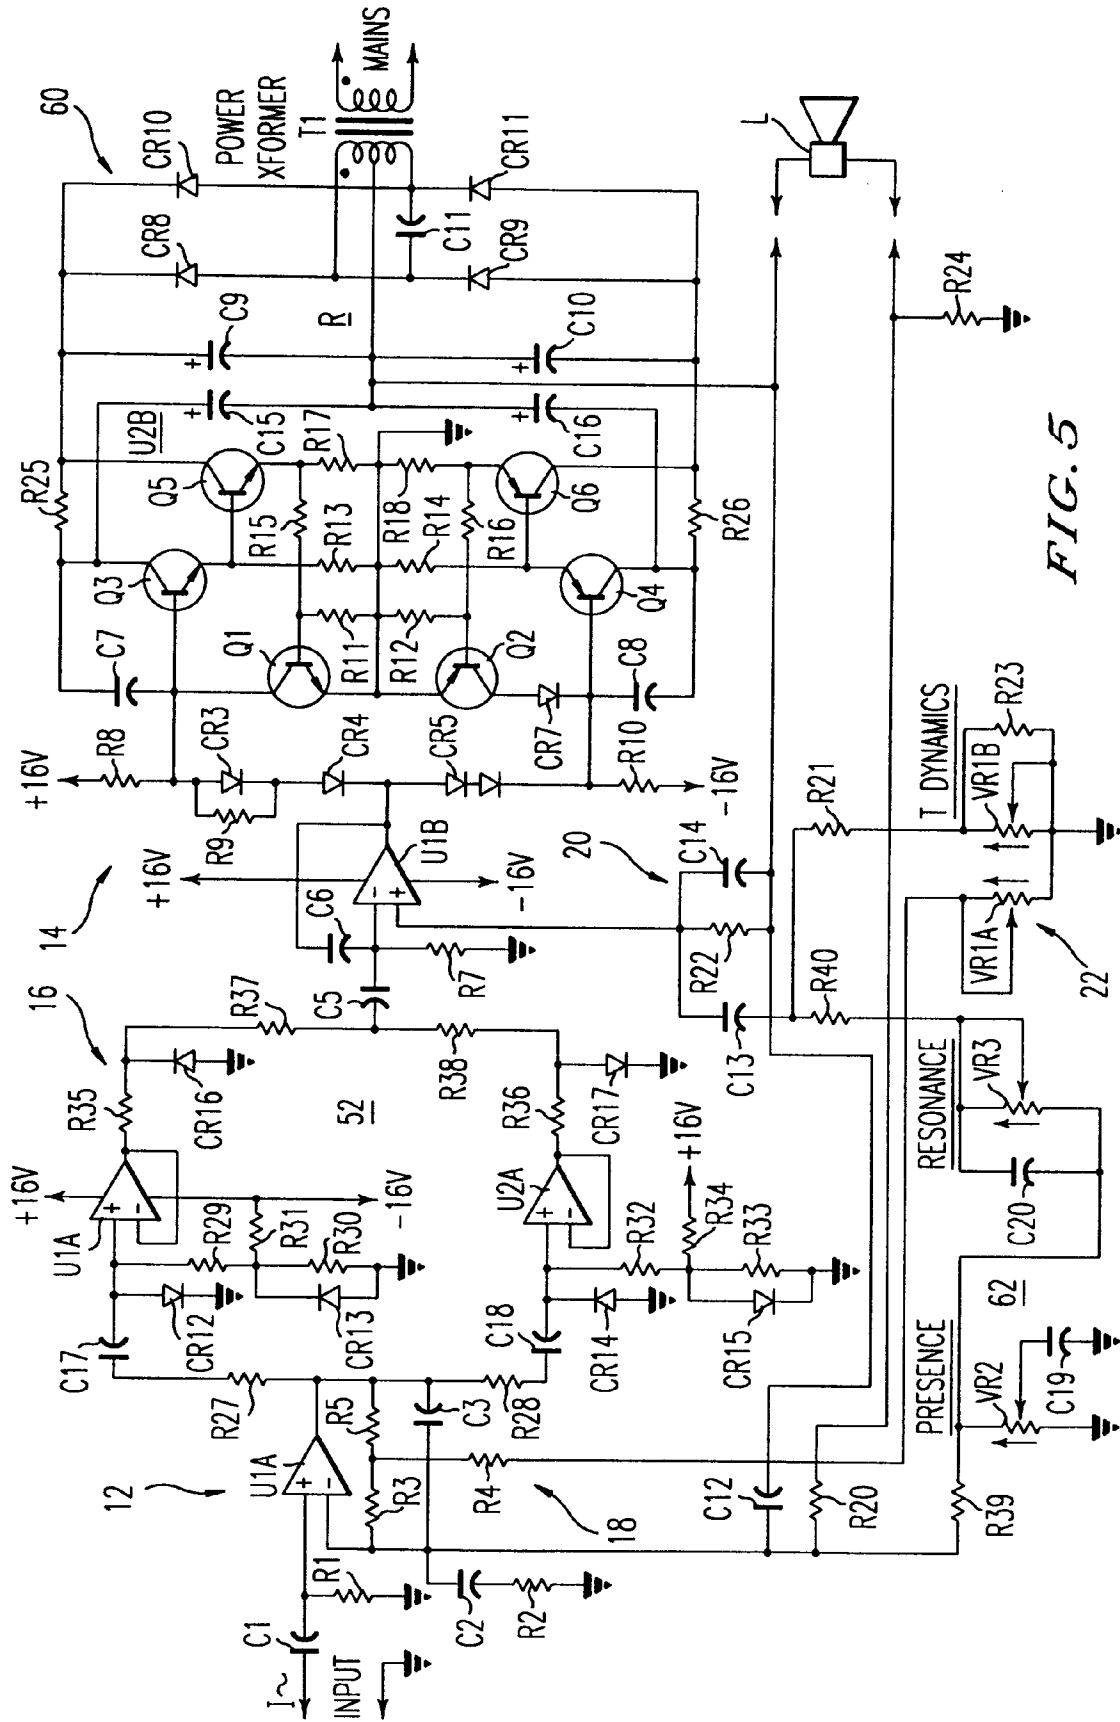 60
CR10
POWER
XFORMER
T1
MAINS
CR8
CR11
C11
CR9
C9
R
C10
L
R24
R25
U2B
C15
R17
C16
Q5
R15
R13
R18
R14
R16
Q6
R26
Q3
Q4
C7
Q1
R11
R12
Q2
CR7
C8
+16V
R8
CR3
CR4
CR5
R10
-16V
R9
14
+16V
U1B
-16V
C6
R7
C5
20
C14
R22
C13
R21
T DYNAMICS
VR1B
R23
VR1A
22
R40
RESONANCE
VR3
C20
16
R37
R38
R35
CR16
52
R36
CR17
+16V
U1A
-16V
R29
R31
R30
CR12
CR13
U2A
R32
R34
+16V
R33
CR14
CR15
C17
C18
R27
R28
R5
C3
12
U1A
R3
R4
18
C12
R20
R39
PRESENCE
VR2
C19
62
C1
R1
I~
INPUT
C2
R2
FIG. 5